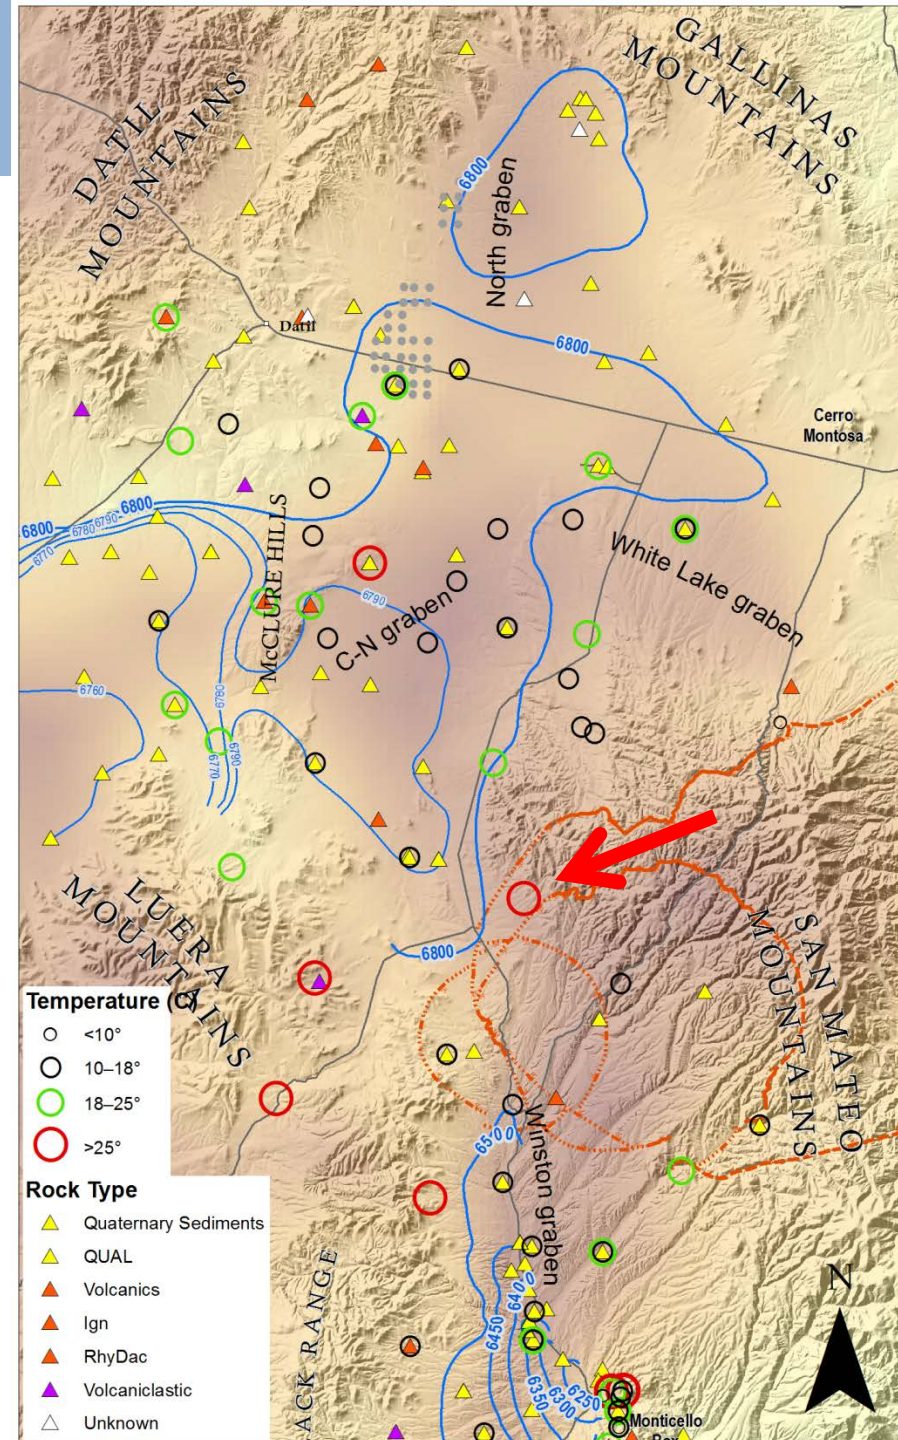 GALLINAS
MOUNTAINS
DATIL
MOUNTAINS
6800
North graben
Datil
6800
Cerro
Montosa
6800
6790
6780
6800
6770
McCLURE HILLS
White Lake graben
6790
C-N graben
6760
6780
6790
6770
LUERA
MOUNTAINS
6800
SAN MATEO
MOUNTAINS
Temperature (C)
<10°
10–18°
18–25°
>25°
Rock Type
Quaternary Sediments
QUAL
Volcanics
Ign
RhyDac
Volcaniclastic
Unknown
6500
Winston graben
6400
6450
6350
6300
6250
ACK RANGE
N
Monticello